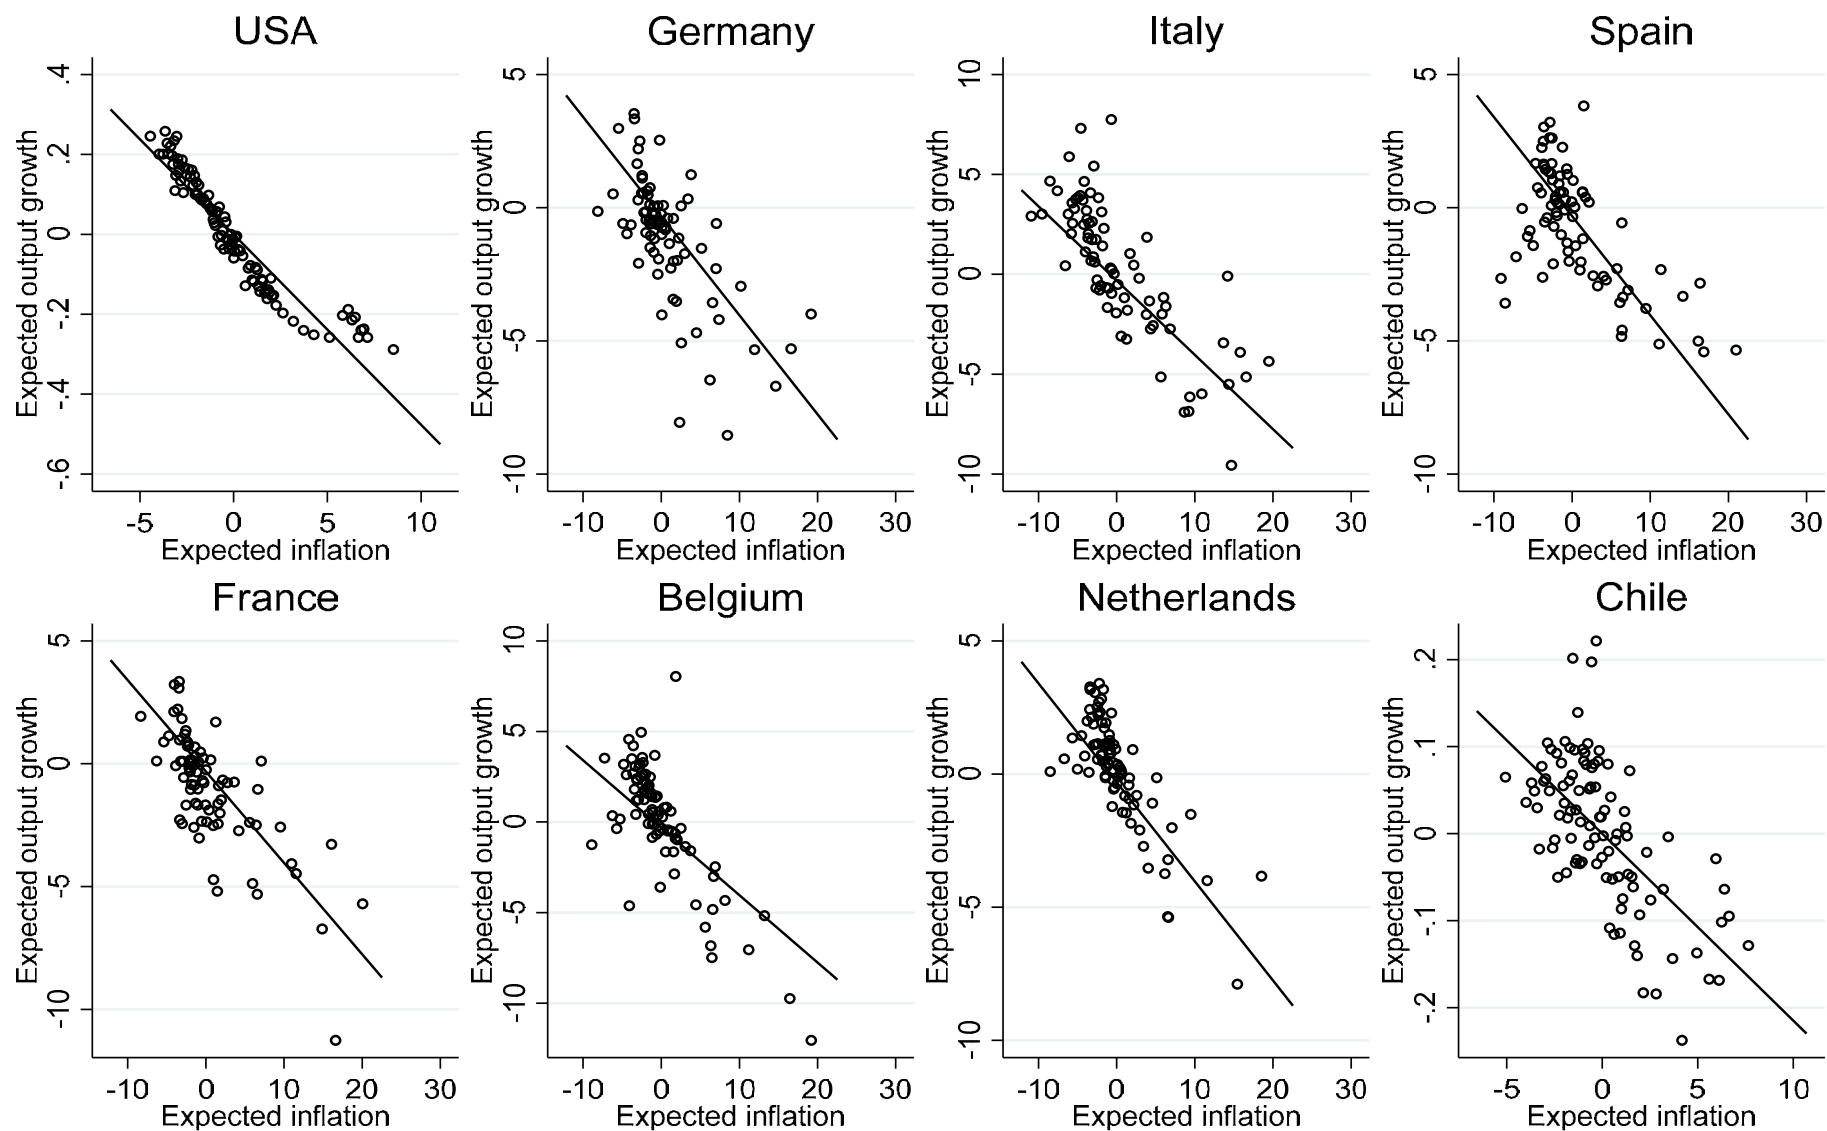 USA
Expected output growth
.4
.2
0
-.2
-.4
-.6
-5 0 5 10
Expected inflation
Germany
Expected output growth
5
0
-5
-10
-10 0 10 20 30
Expected inflation
Italy
Expected output growth
10
5
0
-5
-10
-10 0 10 20 30
Expected inflation
Spain
Expected output growth
5
0
-5
-10
-10 0 10 20 30
Expected inflation
France
Expected output growth
5
0
-5
-10
-10 0 10 20 30
Expected inflation
Belgium
Expected output growth
10
5
0
-5
-10
-10 0 10 20 30
Expected inflation
Netherlands
Expected output growth
5
0
-5
-10
-10 0 10 20 30
Expected inflation
Chile
Expected output growth
.2
.1
0
-.1
-.2
-5 0 5 10
Expected inflation